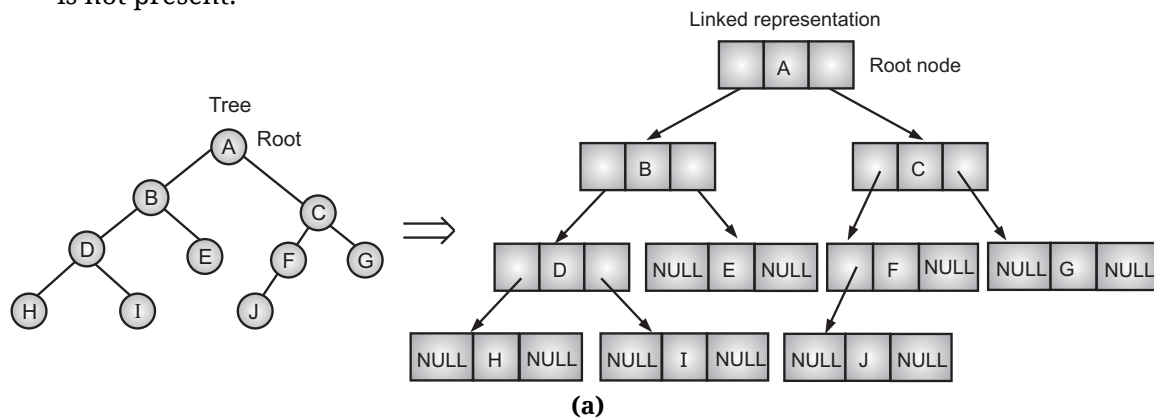 is not present.
Linked representation
A
Root node
Tree
A Root
B
C
D
E
F
G
H
I
J
B
C
D
NULL E NULL
F NULL
NULL G NULL
NULL H NULL
NULL I NULL
NULL J NULL
(a)